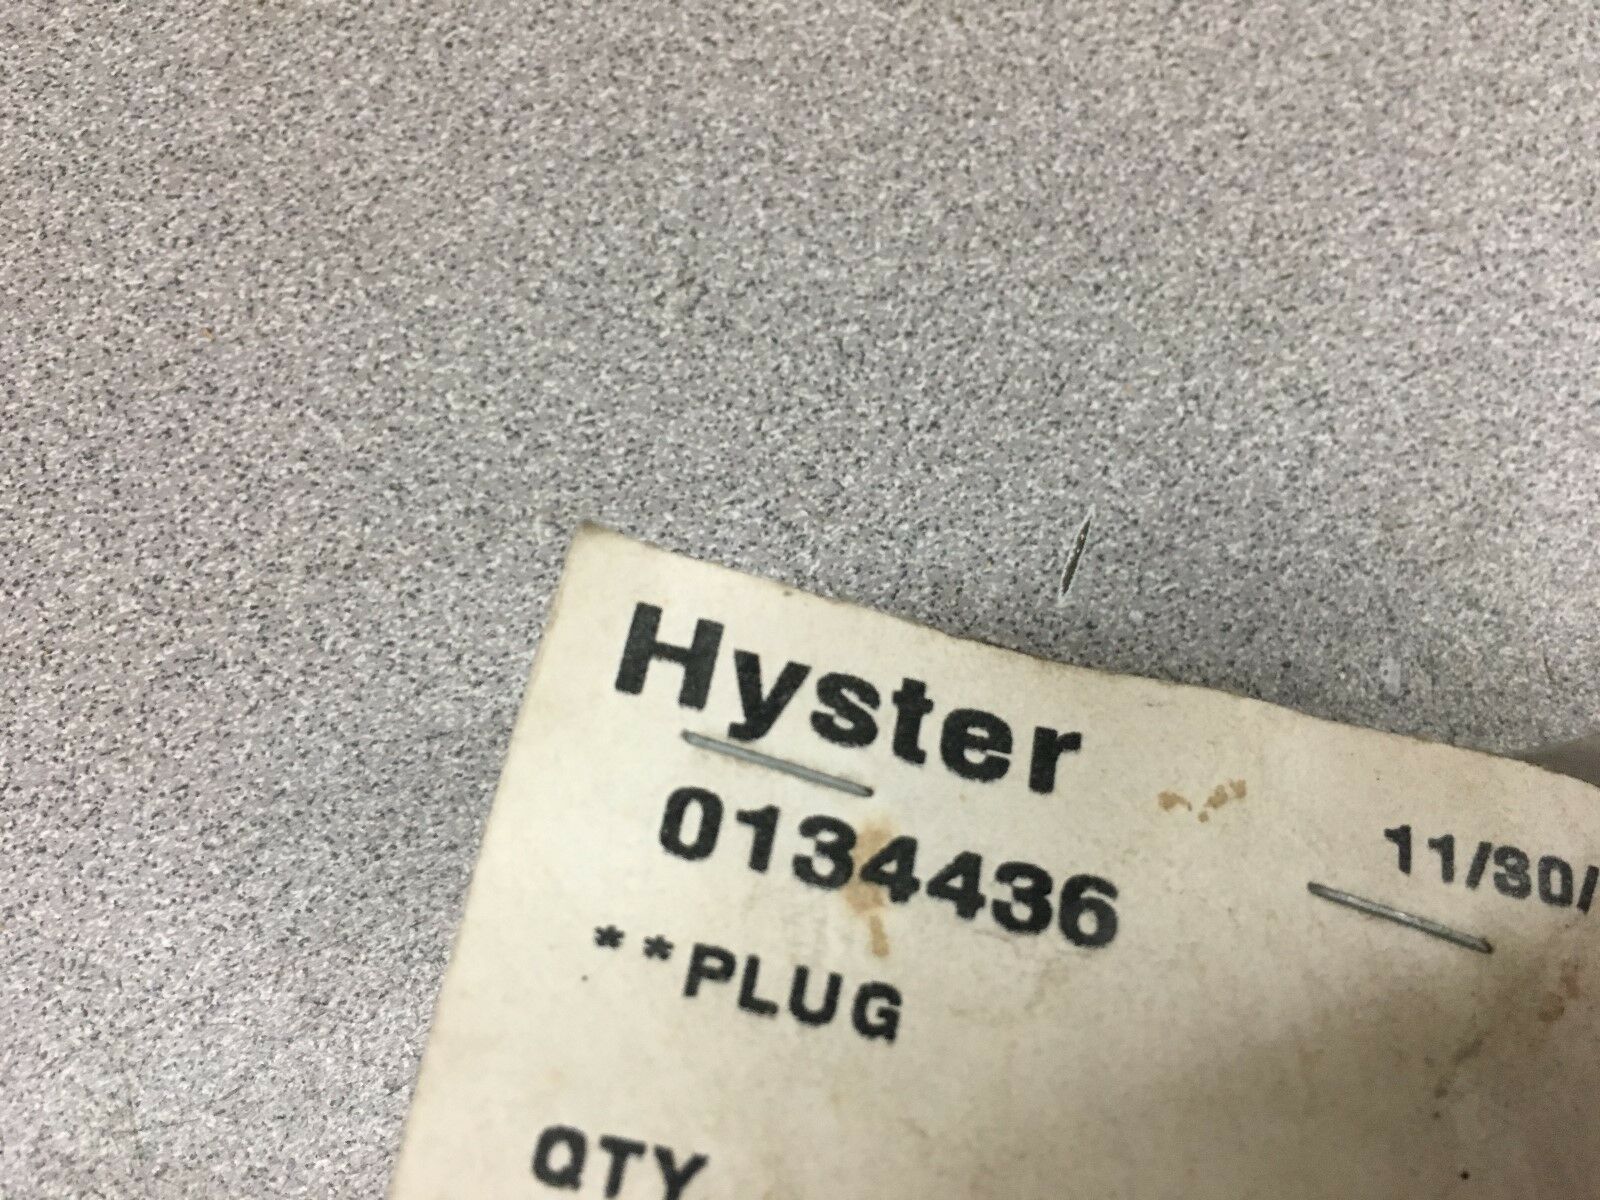 Hyster
0134436 11/30/
**PLUG
QTY